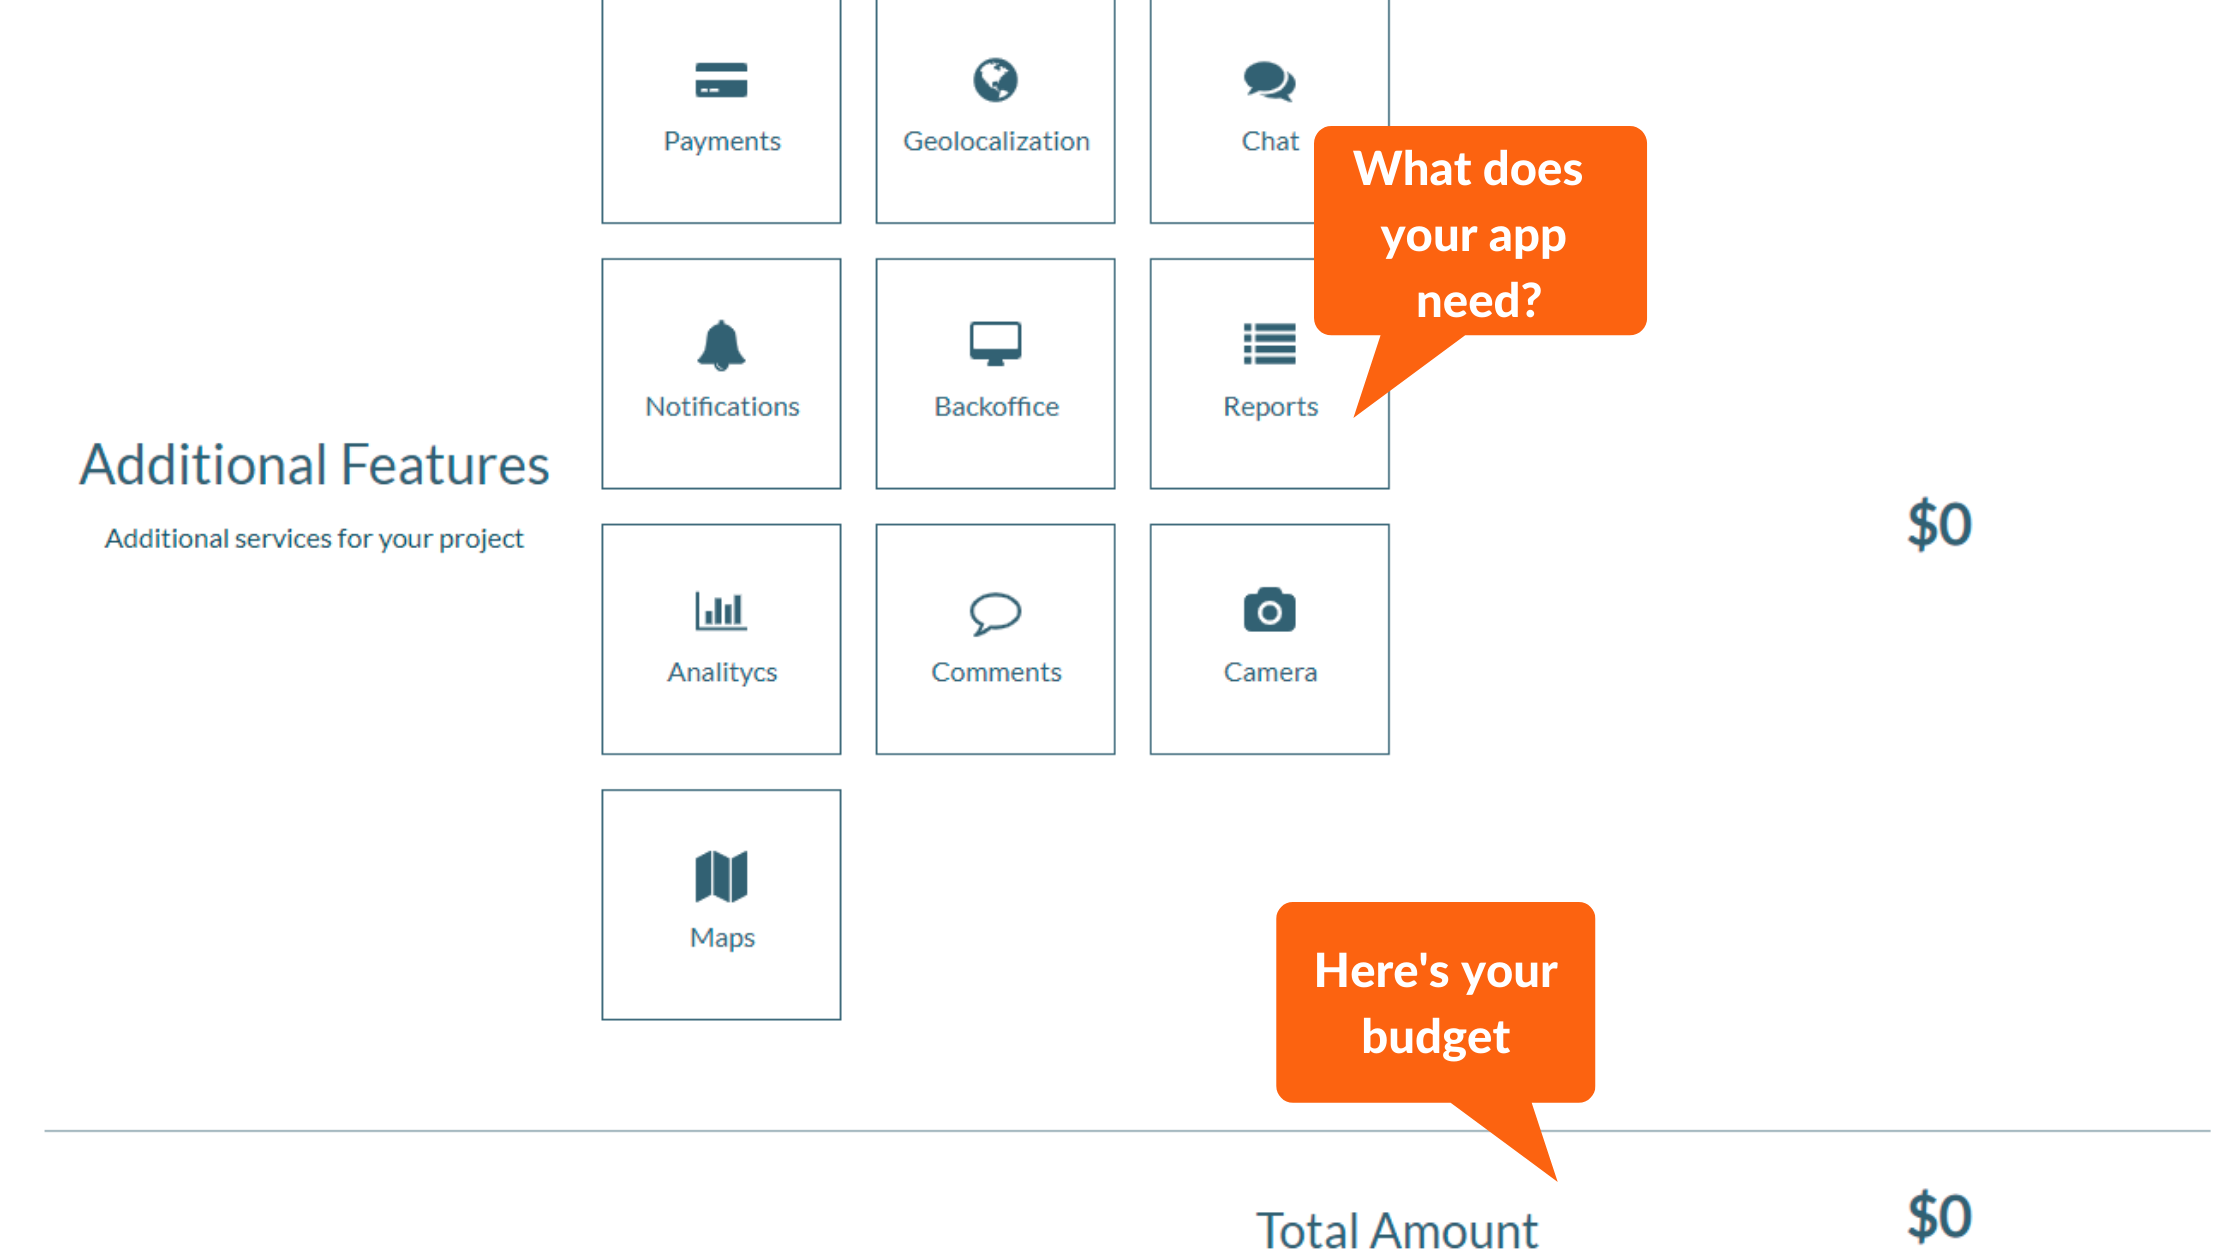 Payments
Geolocalization
Chat
What does
your app
need?
Notifications
Backoffice
Reports
Additional Features
Additional services for your project
$0
Analitycs
Comments
Camera
Maps
Here's your
budget
Total Amount
$0